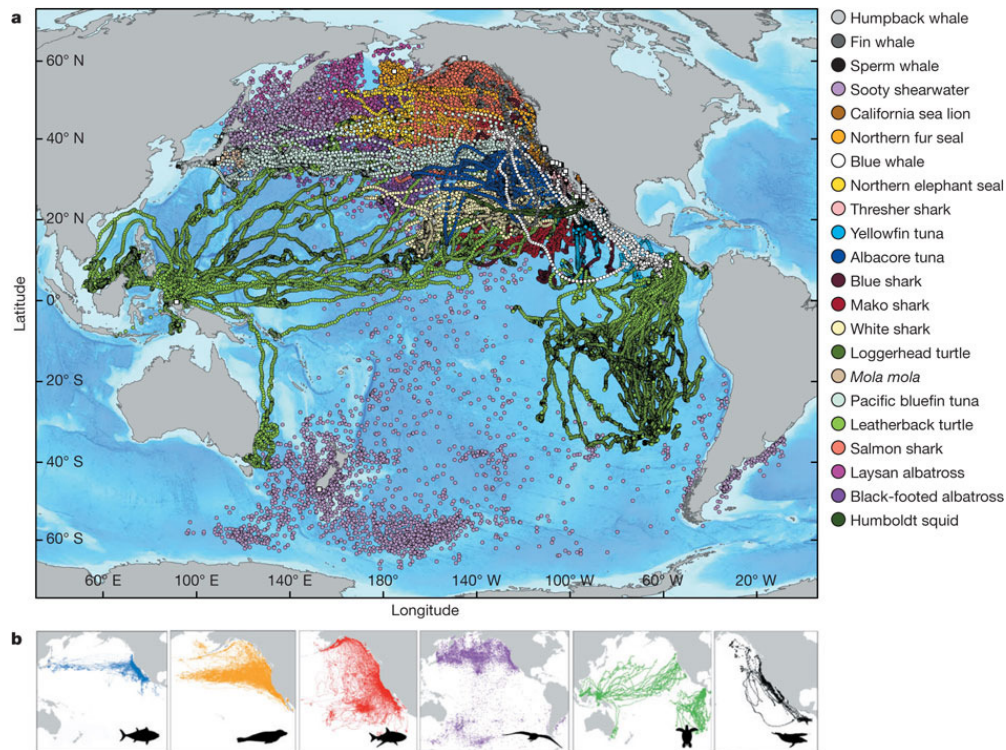 a
60° N
40° N
20° N
0° N
20° S
40° S
60° S
Latitude
60° E
100° E
140° E
180°
140° W
100° W
60° W
20° W
Longitude
Humpback whale
Fin whale
Sperm whale
Sooty shearwater
California sea lion
Northern fur seal
Blue whale
Northern elephant seal
Thresher shark
Yellowfin tuna
Albacore tuna
Blue shark
Mako shark
White shark
Loggerhead turtle
Mola mola
Pacific bluefin tuna
Leatherback turtle
Salmon shark
Laysan albatross
Black-footed albatross
Humboldt squid
b